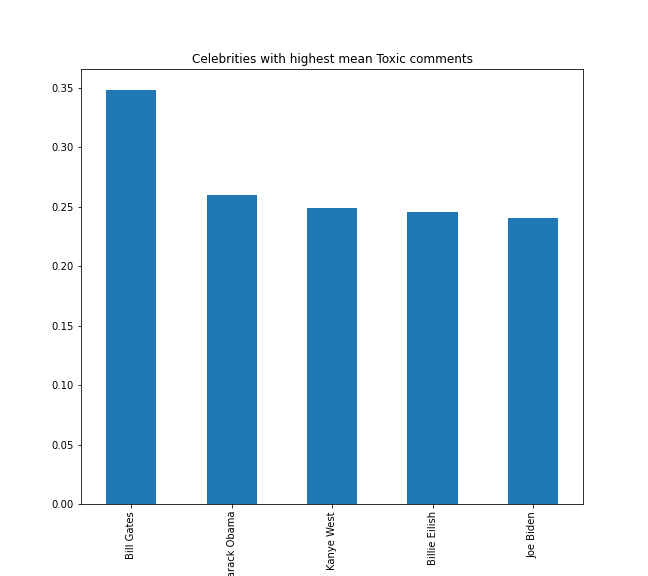 Celebrities with highest mean Toxic comments
0.35
0.30
0.25
0.20
0.15
0.10
0.05
0.00
Bill Gates
arack Obama
Kanye West
Billie Eilish
Joe Biden